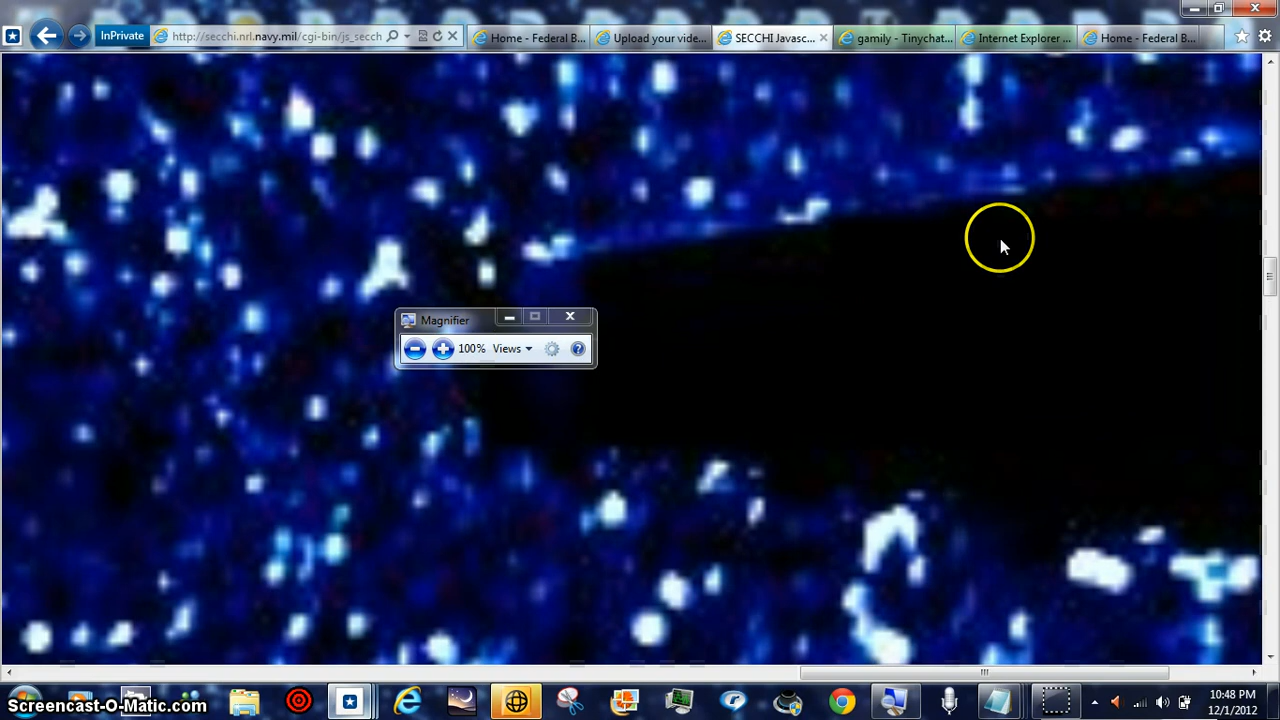 InPrivate
http://secchi.nrl.navy.mil/cgi-bin/js_secch
Home - Federal B...
Upload your vide...
SECCHI Javasc...
gamily - Tinychat...
Internet Explorer ...
Home - Federal B...
Magnifier
100% Views
Screencast-O-Matic.com
10:48 PM
12/1/2012